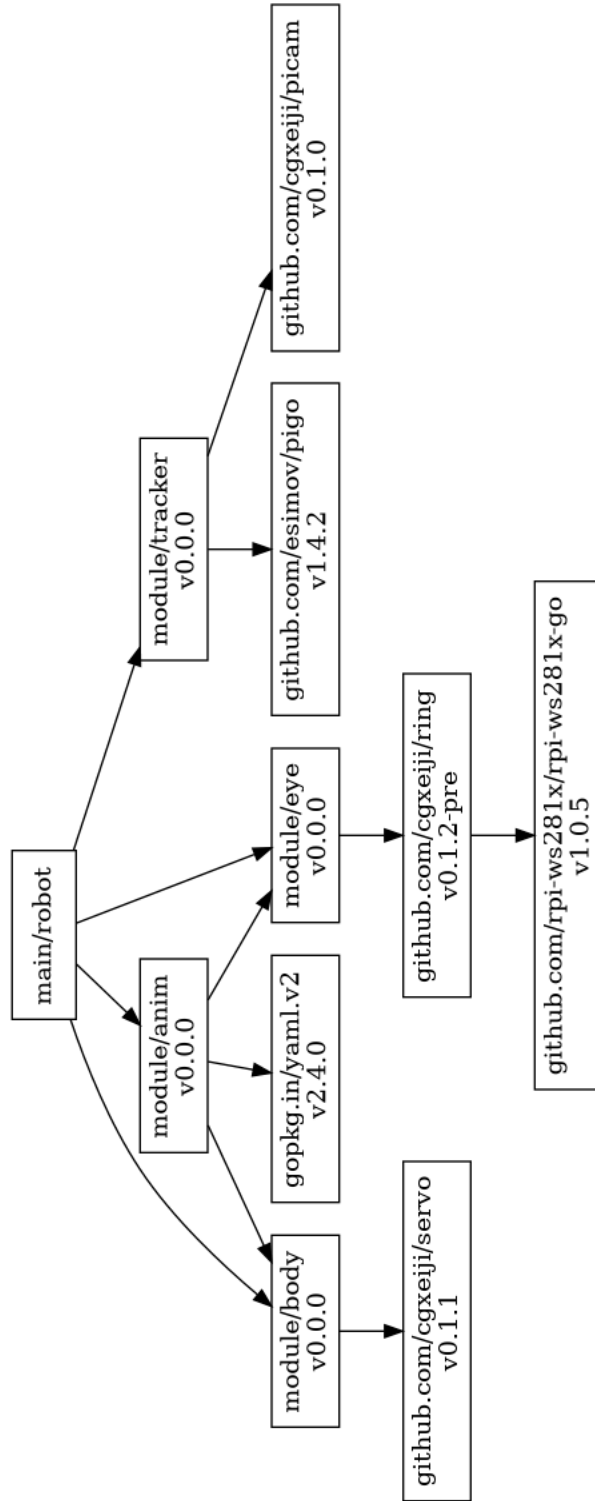 main/robot
module/anim
v0.0.0
module/tracker
v0.0.0
module/body
v0.0.0
gopkg.in/yaml.v2
v2.4.0
module/eye
v0.0.0
github.com/esimov/pigo
v1.4.2
github.com/cgxeiji/picam
v0.1.0
github.com/cgxeiji/servo
v0.1.1
github.com/cgxeiji/ring
v0.1.2-pre
github.com/rpi-ws281x/rpi-ws281x-go
v1.0.5